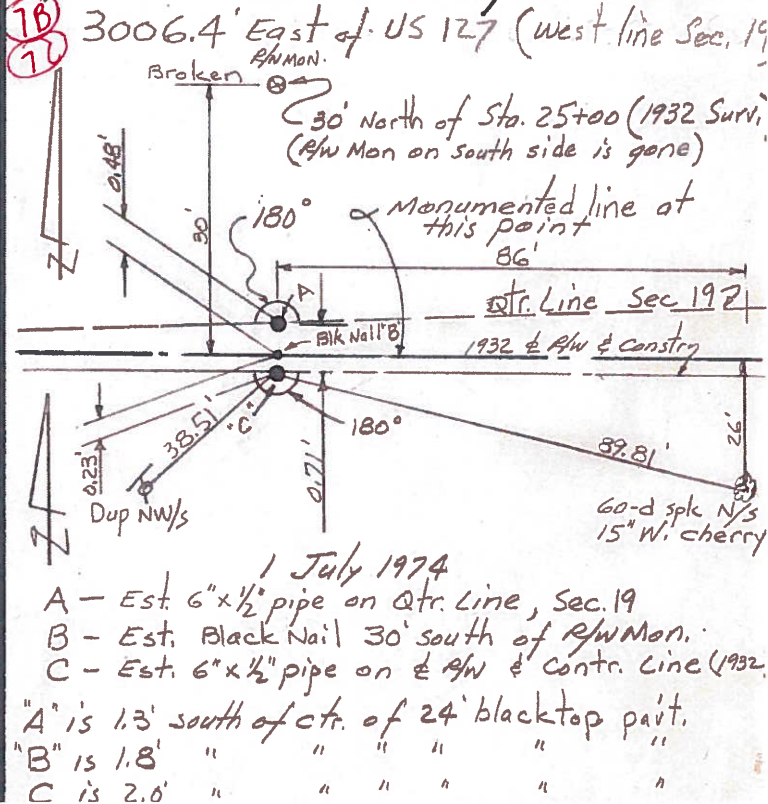 7B
7C
3006.4' East of US 127 (West line Sec. 19
R/W MON.
Broken
30' North of Sta. 25+00 (1932 Surv.
(R/W Mon on south side is gone)
0.48'
30'
180°
Monumented line at
this point
86'
A
Qtr. Line Sec 19
Blk Nail "B"
1932 ℄ R/W & Constr
38.51'
"C"
180°
0.23'
0.71'
89.81'
26'
Dup NW/s
60-d spk N/s
15" W. cherry
1 July 1974
A — Est. 6"x½" pipe on Qtr. Line, Sec. 19
B — Est. Black Nail 30' south of R/W Mon.
C — Est. 6"x½" pipe on ℄ R/W & Contr. Line (1932
"A" is 1.3' south of ctr. of 24' blacktop pavt.
"B" is 1.8' " " " " " "
C is 2.0' " " " " " "